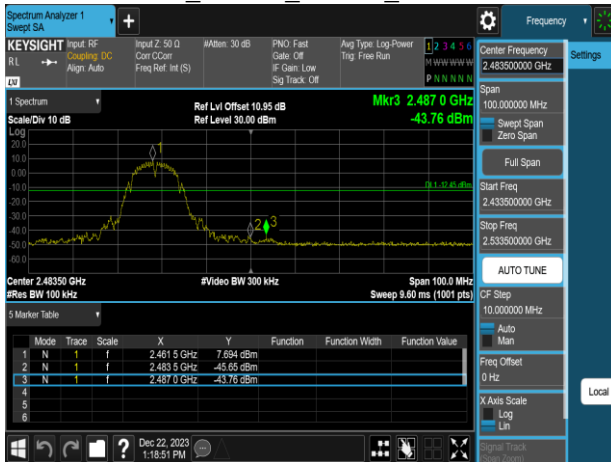 Spectrum Analyzer 1
Swept SA
Frequency
KEYSIGHT
RL
LXI
Input: RF
Coupling: DC
Align: Auto
Input Z: 50 Ω
Corr CCorr
Freq Ref: Int (S)
#Atten: 30 dB
PNO: Fast
Gate: Off
IF Gain: Low
Sig Track: Off
Avg Type: Log-Power
Trig: Free Run
1 2 3 4 5 6
M W W W W W
P N N N N N
1 Spectrum
Scale/Div 10 dB
Ref Lvl Offset 10.95 dB
Ref Level 30.00 dBm
Mkr3 2.487 0 GHz
-43.76 dBm
Log
20.0
10.0
0.00
-10.0
-20.0
-30.0
-40.0
-50.0
-60.0
1
2
3
DL1 -12.45 dBm
Center 2.48350 GHz
#Res BW 100 kHz
#Video BW 300 kHz
Span 100.0 MHz
Sweep 9.60 ms (1001 pts)
5 Marker Table
Mode Trace Scale X Y Function Function Width Function Value
1 N 1 f 2.461 5 GHz 7.694 dBm
2 N 1 f 2.483 5 GHz -45.65 dBm
3 N 1 f 2.487 0 GHz -43.76 dBm
4
5
6
Dec 22, 2023
1:18:51 PM
Center Frequency
2.483500000 GHz
Span
100.000000 MHz
Swept Span
Zero Span
Full Span
Start Freq
2.433500000 GHz
Stop Freq
2.533500000 GHz
AUTO TUNE
CF Step
10.000000 MHz
Auto
Man
Freq Offset
0 Hz
X Axis Scale
Log
Lin
Signal Track
(Span Zoom)
Settings
Local